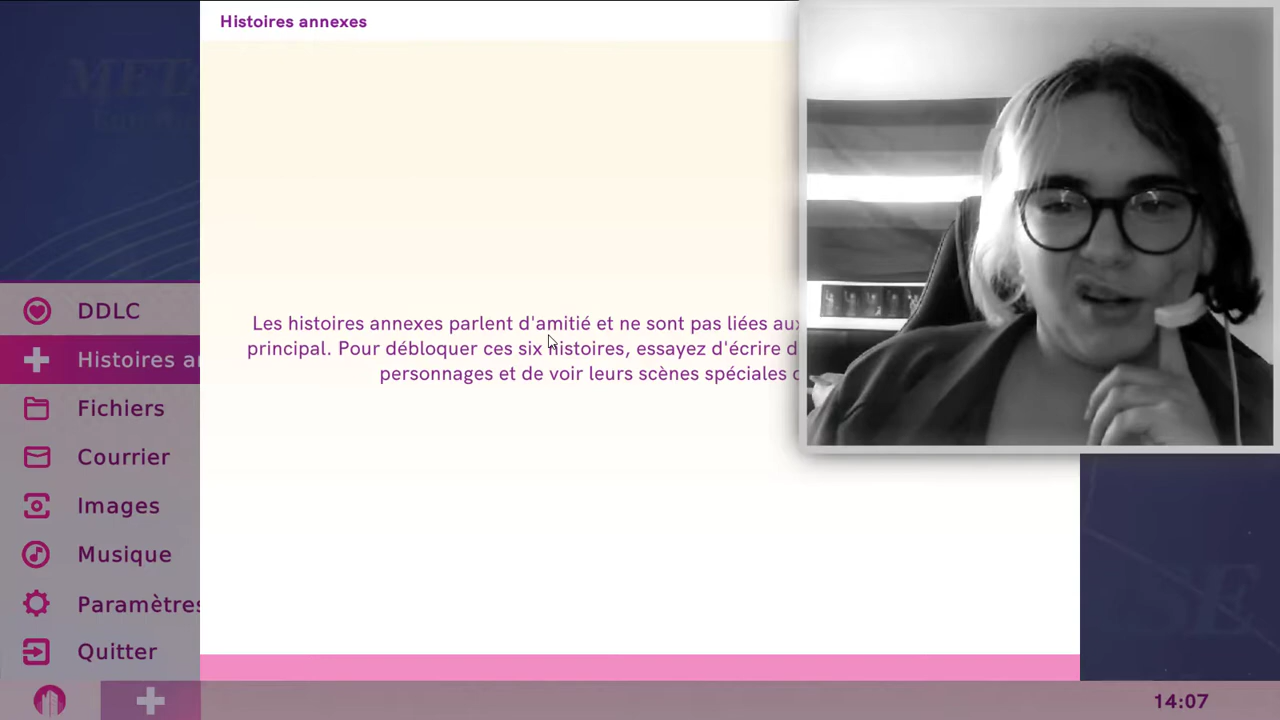 Histoires annexes
Les histoires annexes parlent d'amitié et ne sont pas liées aux
principal. Pour débloquer ces six histoires, essayez d'écrire d
personnages et de voir leurs scènes spéciales
DDLC
Histoires
Fichiers
Courrier
Images
Musique
Paramètres
Quitter
14:07